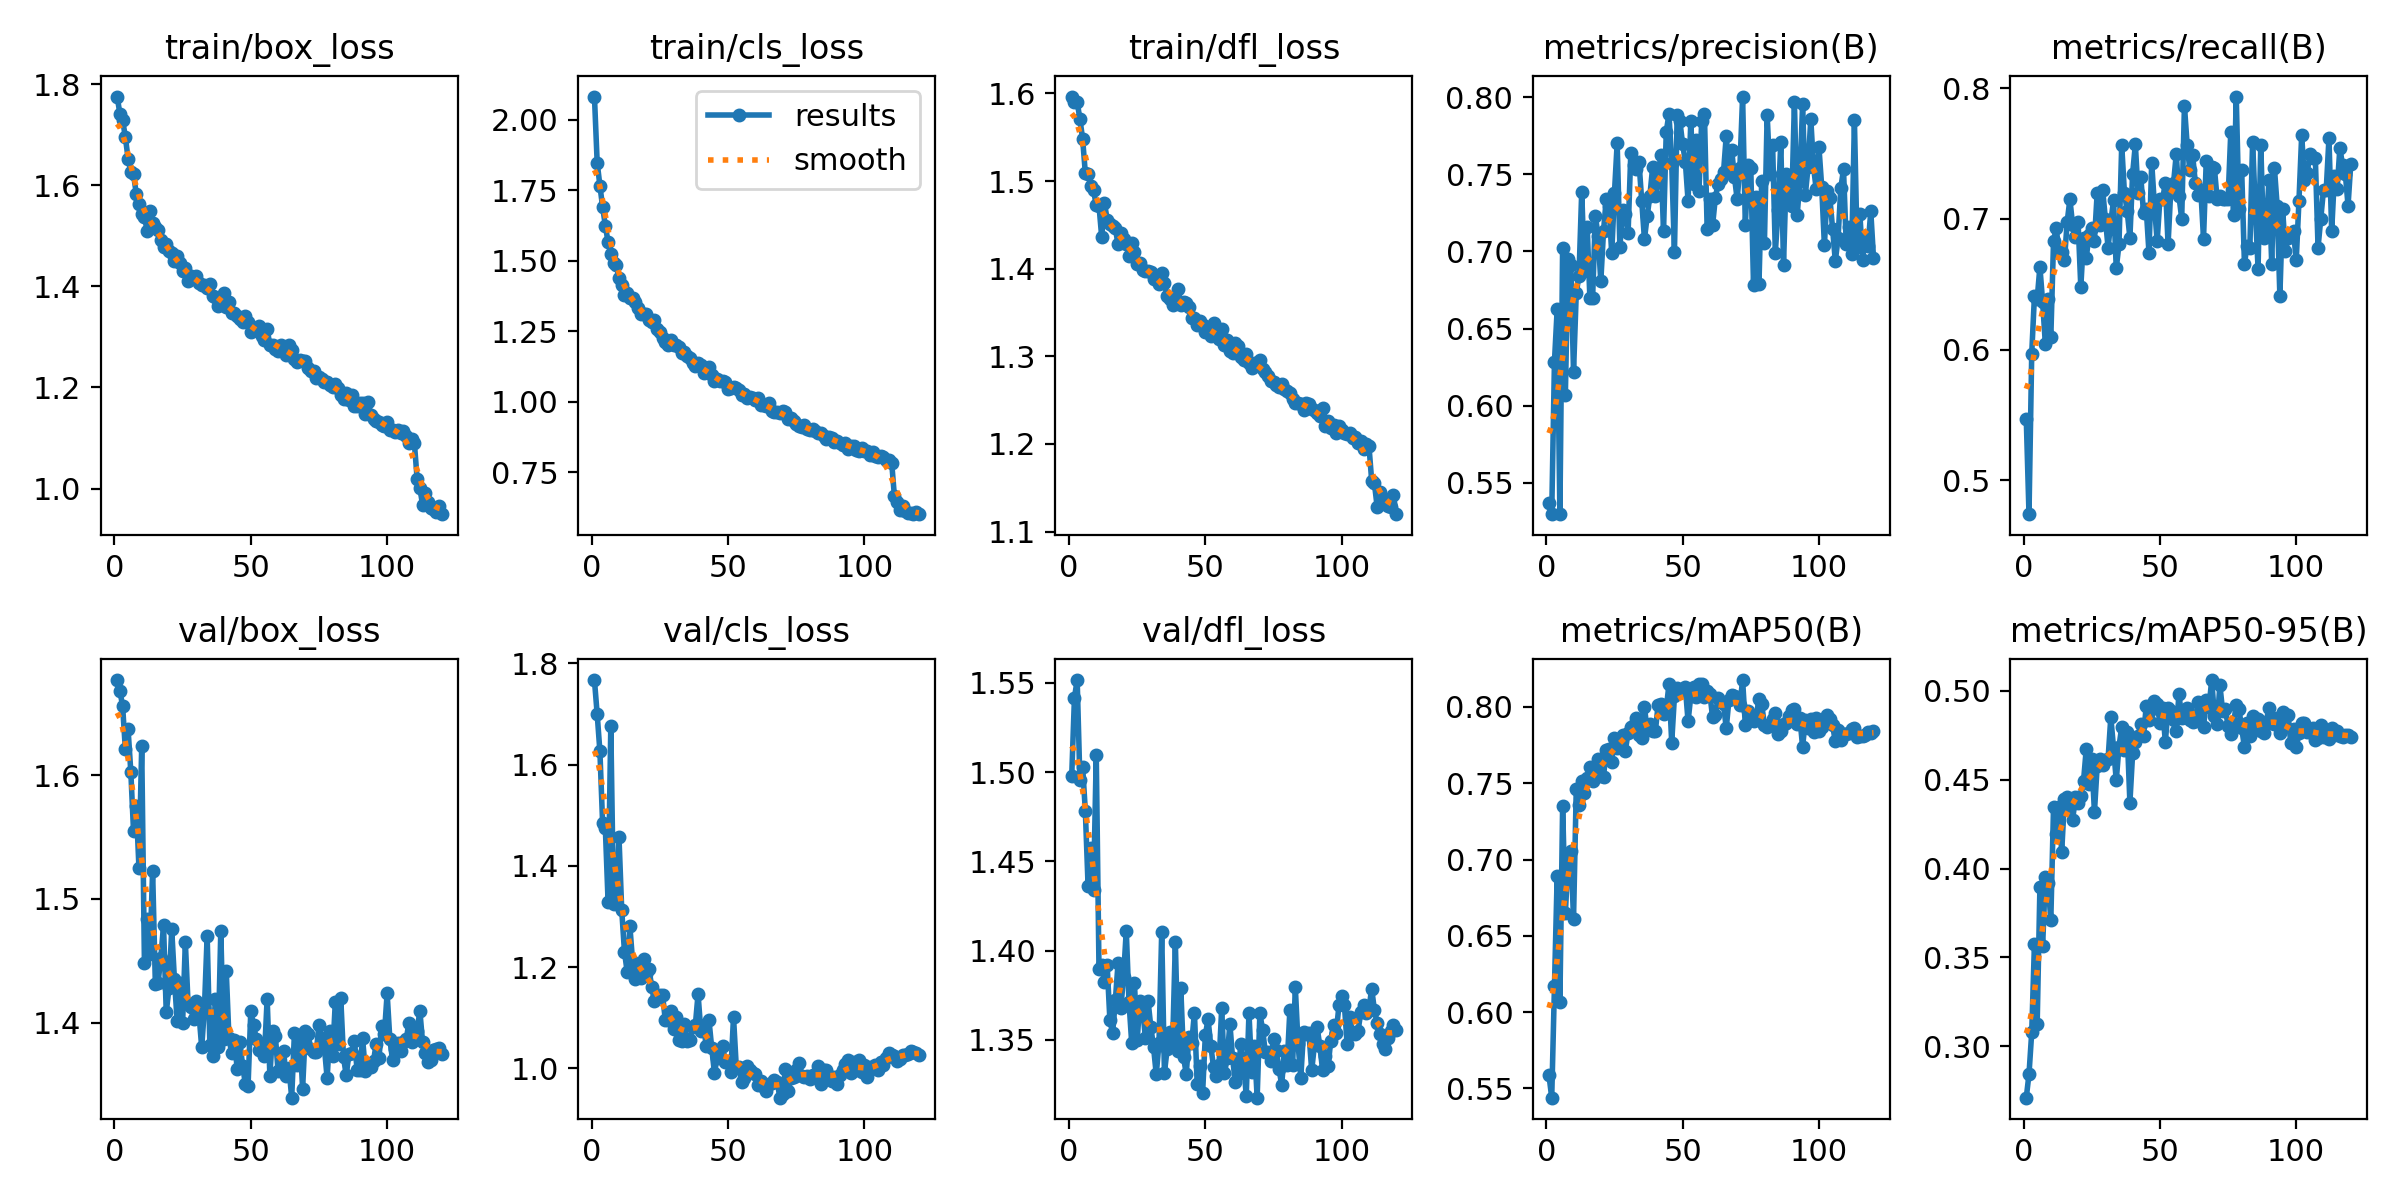 train/box_loss
1.8
1.6
1.4
1.2
1.0
0 50 100
train/cls_loss
results
smooth
2.00
1.75
1.50
1.25
1.00
0.75
0 50 100
train/dfl_loss
1.6
1.5
1.4
1.3
1.2
1.1
0 50 100
metrics/precision(B)
0.80
0.75
0.70
0.65
0.60
0.55
0 50 100
metrics/recall(B)
0.8
0.7
0.6
0.5
0 50 100
val/box_loss
1.6
1.5
1.4
0 50 100
val/cls_loss
1.8
1.6
1.4
1.2
1.0
0 50 100
val/dfl_loss
1.55
1.50
1.45
1.40
1.35
0 50 100
metrics/mAP50(B)
0.80
0.75
0.70
0.65
0.60
0.55
0 50 100
metrics/mAP50-95(B)
0.50
0.45
0.40
0.35
0.30
0 50 100